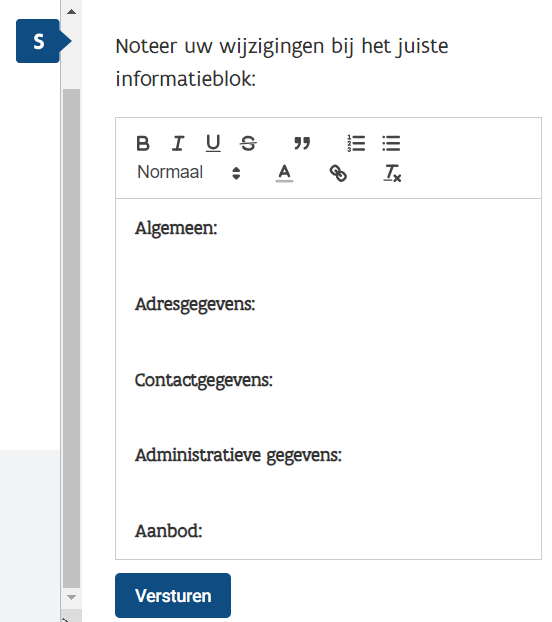 S
Noteer uw wijzigingen bij het juiste
informatieblok:
B I U S
Normaal A
Algemeen:
Adresgegevens:
Contactgegevens:
Administratieve gegevens:
Aanbod:
Versturen